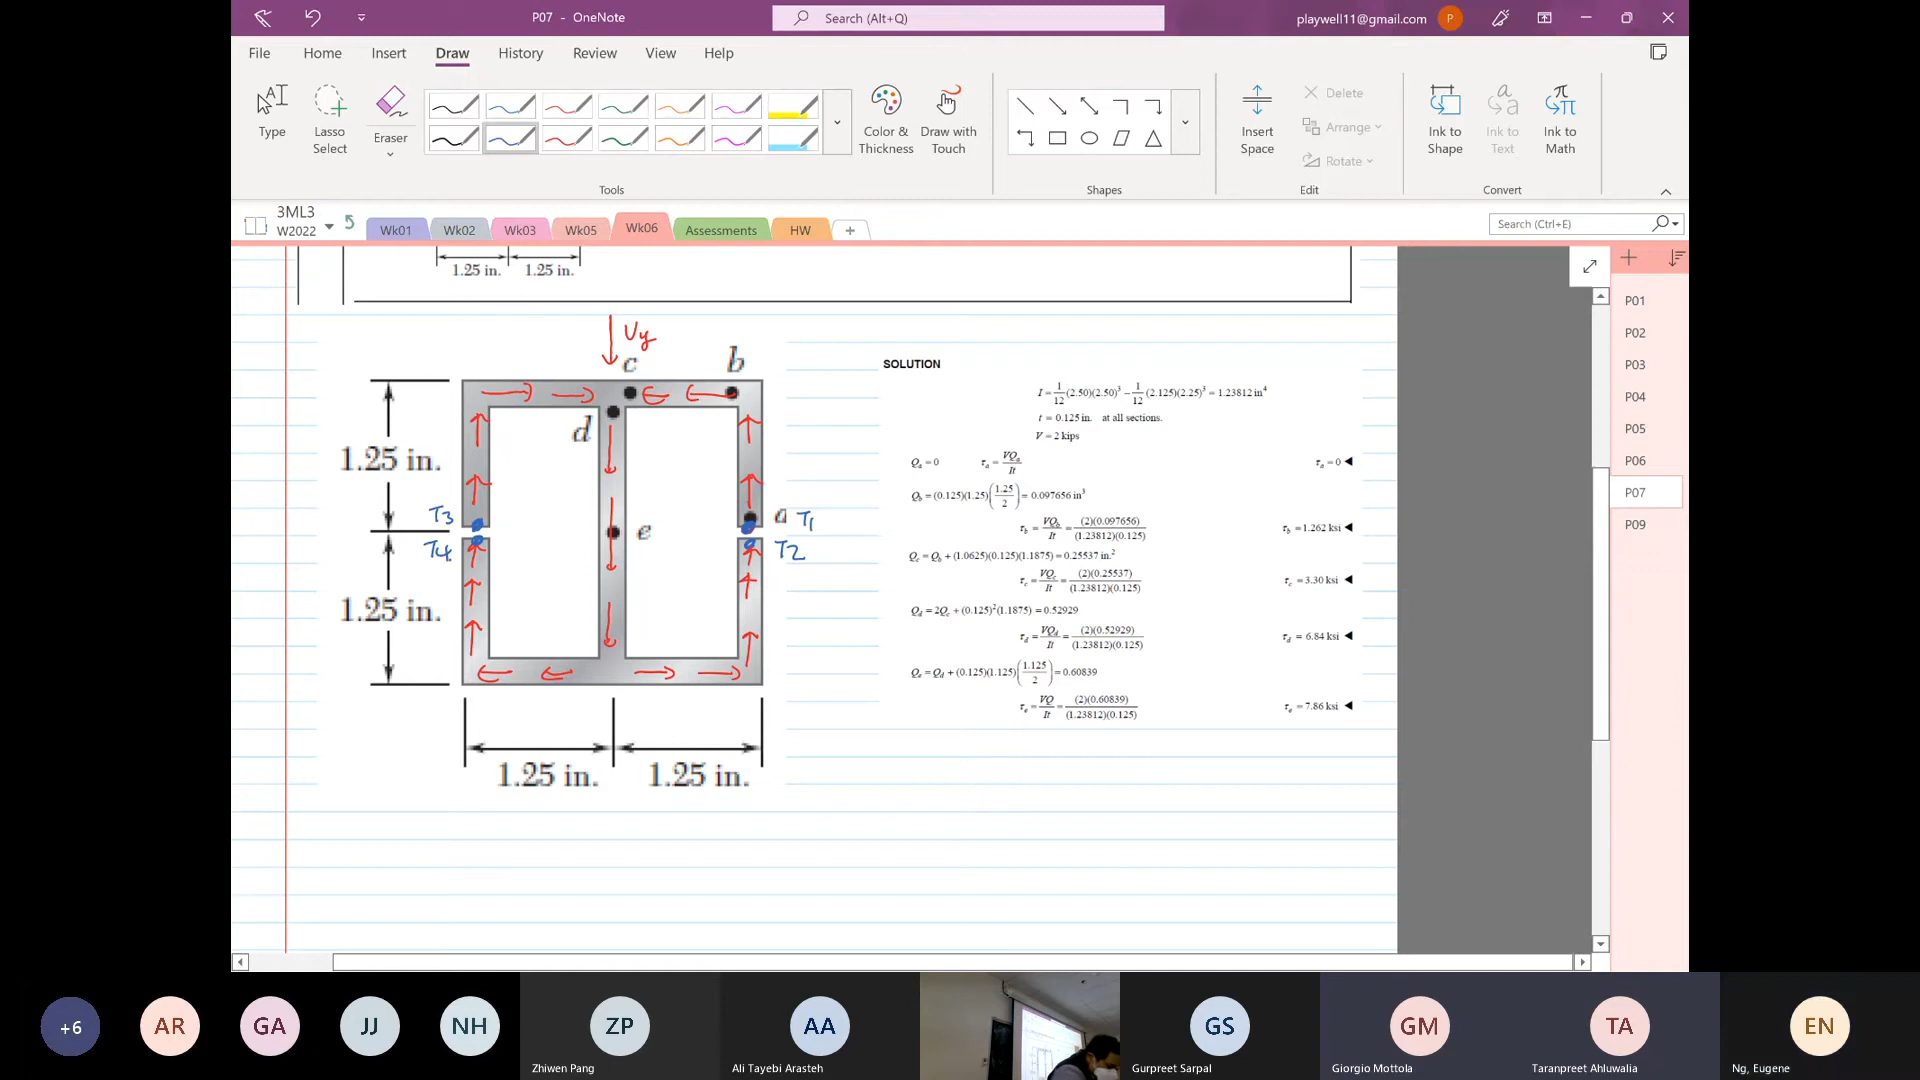 P07 - OneNote
Search (Alt+Q)
playwell11@gmail.com
P
File Home Insert Draw History Review View Help
Type
Lasso Select
Eraser
Color & Thickness
Draw with Touch
Insert Space
Delete
Arrange
Rotate
Ink to Shape
Ink to Text
Ink to Math
Tools
Shapes
Edit
Convert
3ML3
W2022
Wk01 Wk02 Wk03 Wk05 Wk06 Assessments HW
Search (Ctrl+E)
P01
P02
P03
P04
P05
P06
P07
P09
1.25 in. 1.25 in.
Vy
c b
d
1.25 in.
T3 a T1
e
T4 T2
1.25 in.
1.25 in. 1.25 in.
SOLUTION
I = 1/12 (2.50)(2.50)³ − 1/12 (2.125)(2.25)³ = 1.23812 in⁴
t = 0.125 in. at all sections.
V = 2 kips
Qa = 0 τa = VQa/It τa = 0 ◀
Qb = (0.125)(1.25)(1.25/2) = 0.097656 in³
τb = VQb/It = (2)(0.097656)/(1.23812)(0.125) τb = 1.262 ksi ◀
Qc = Qb + (1.0625)(0.125)(1.1875) = 0.25537 in.²
τc = VQc/It = (2)(0.25537)/(1.23812)(0.125) τc = 3.30 ksi ◀
Qd = 2Qc + (0.125)²(1.1875) = 0.52929
τd = VQd/It = (2)(0.52929)/(1.23812)(0.125) τd = 6.84 ksi ◀
Qe = Qd + (0.125)(1.125)(1.125/2) = 0.60839
τe = VQ/It = (2)(0.60839)/(1.23812)(0.125) τe = 7.86 ksi ◀
+6 AR GA JJ NH ZP AA GS GM TA EN
Zhiwen Pang Ali Tayebi Arasteh Gurpreet Sarpal Giorgio Mottola Taranpreet Ahluwalia Ng, Eugene